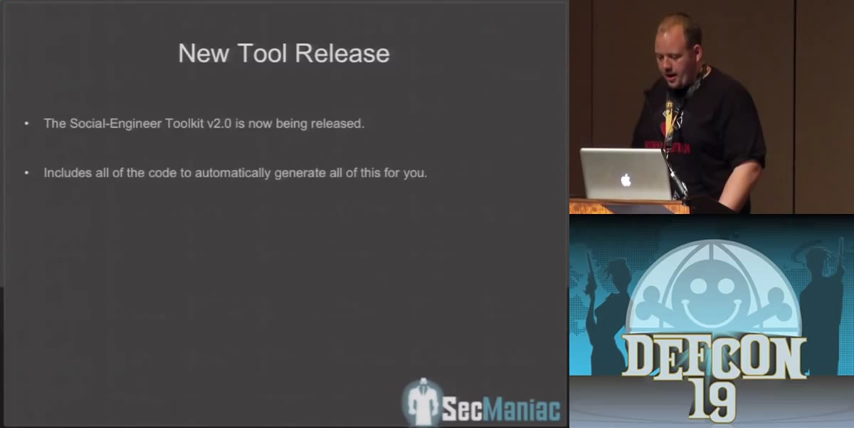 New Tool Release
• The Social-Engineer Toolkit v2.0 is now being released.
• Includes all of the code to automatically generate all of this for you.
SecManiac
DEFCON
19